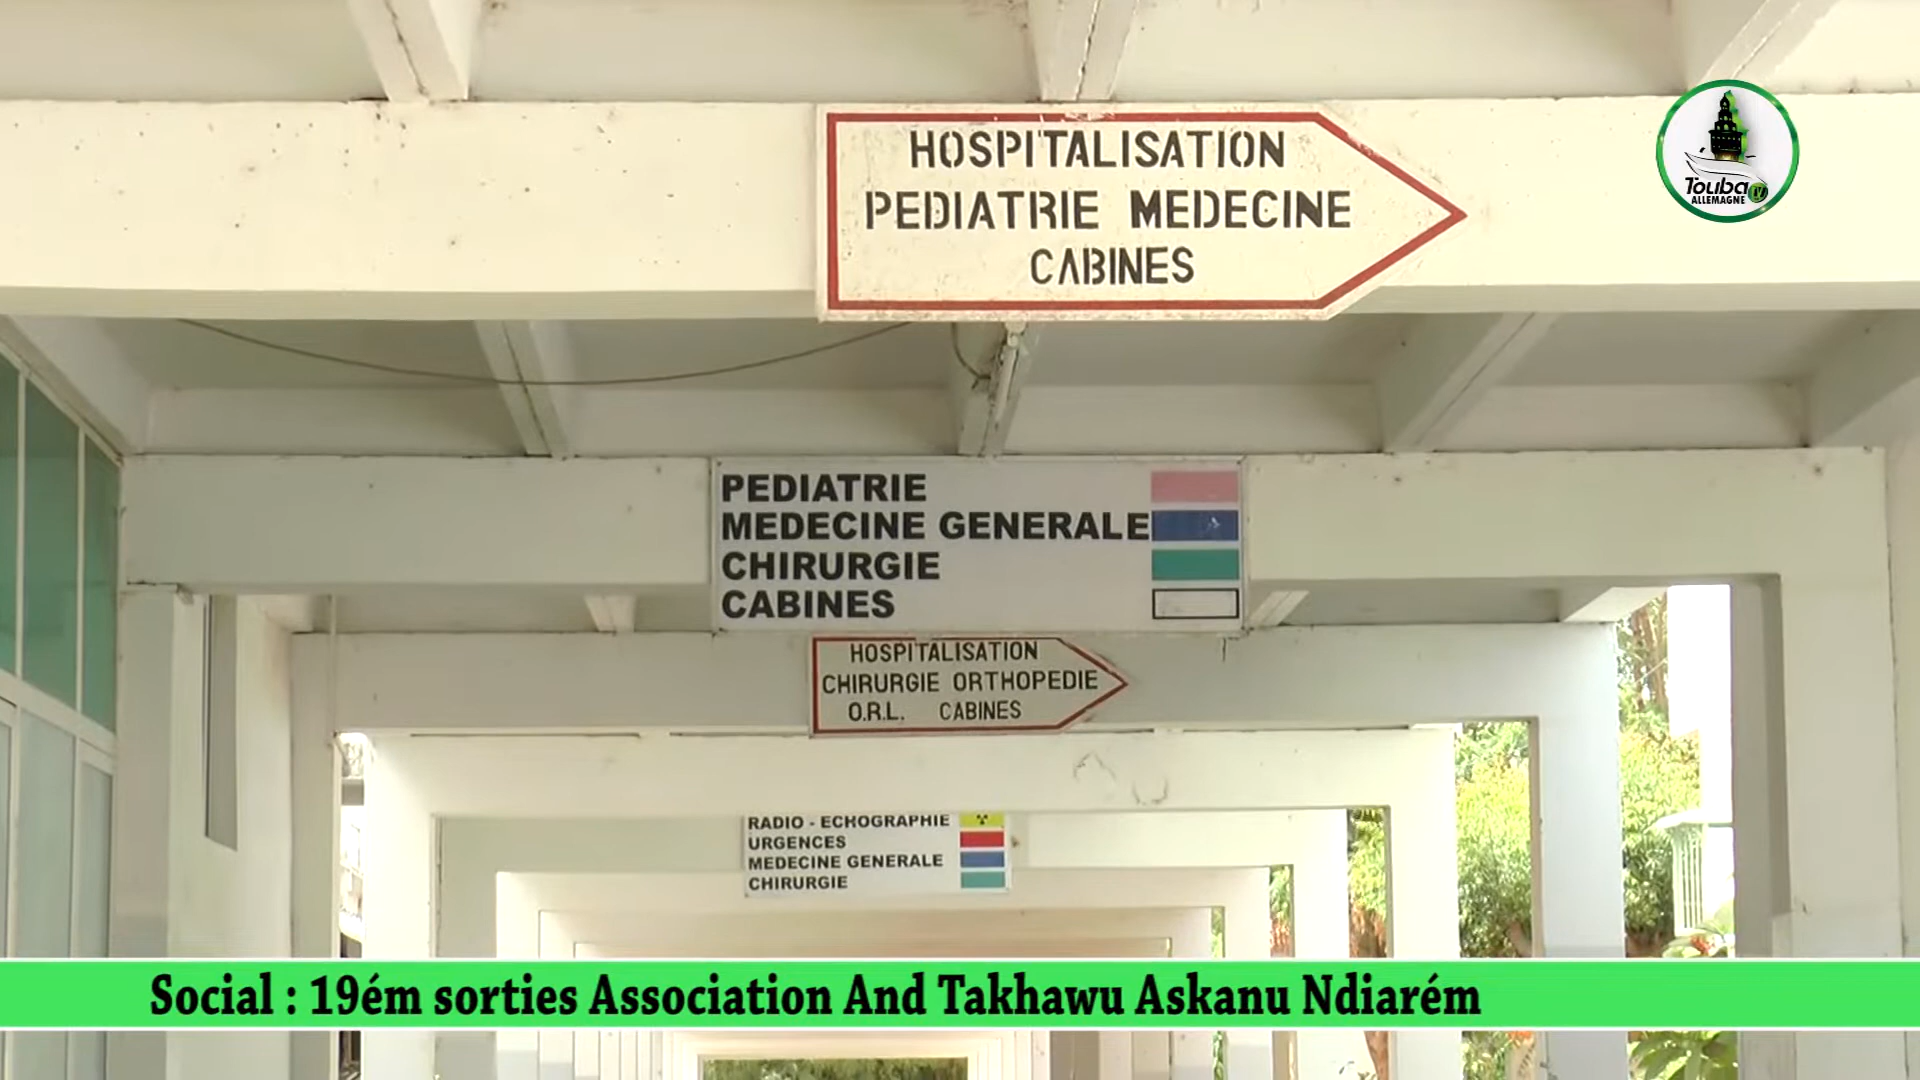 HOSPITALISATION
PEDIATRIE MEDECINE
CABINES
Touba TV
ALLEMAGNE
PEDIATRIE
MEDECINE GENERALE
CHIRURGIE
CABINES
HOSPITALISATION
CHIRURGIE ORTHOPEDIE
O.R.L. CABINES
RADIO - ECHOGRAPHIE
URGENCES
MEDECINE GENERALE
CHIRURGIE
Social : 19ém sorties Association And Takhawu Askanu Ndiarém